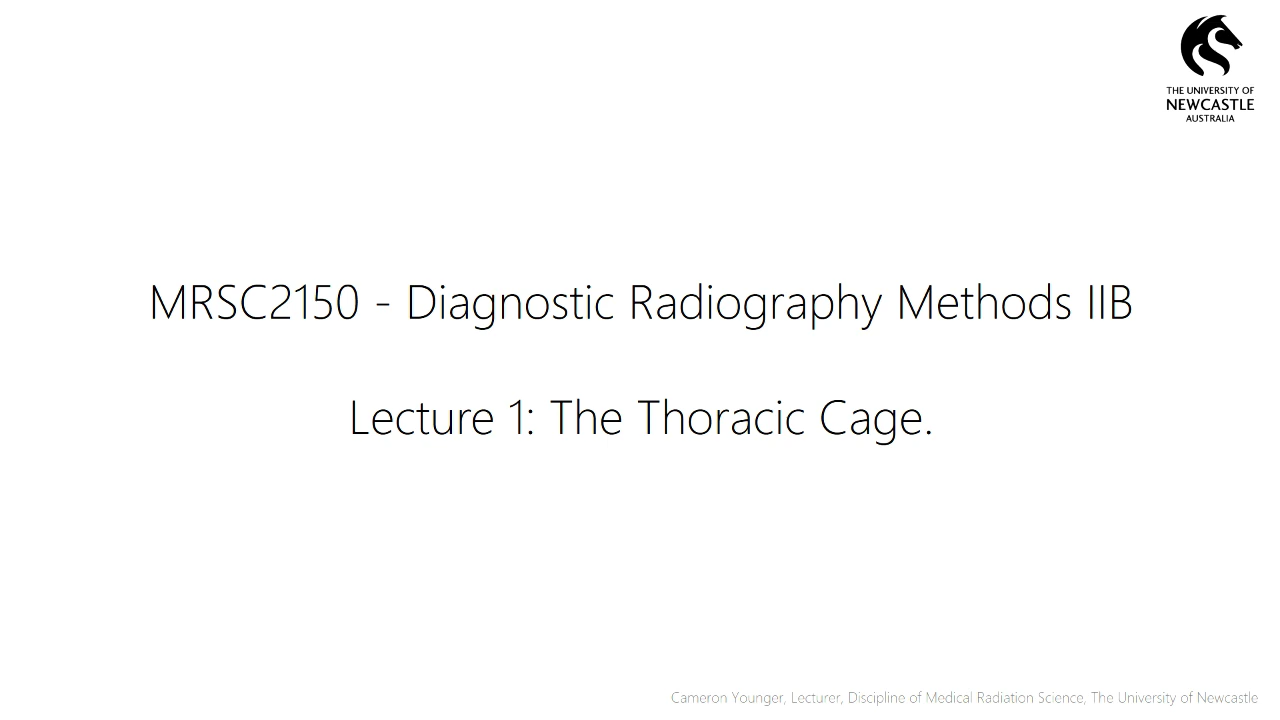 THE UNIVERSITY OF
NEWCASTLE
AUSTRALIA
MRSC2150 - Diagnostic Radiography Methods IIB
Lecture 1: The Thoracic Cage.
Cameron Younger, Lecturer, Discipline of Medical Radiation Science, The University of Newcastle